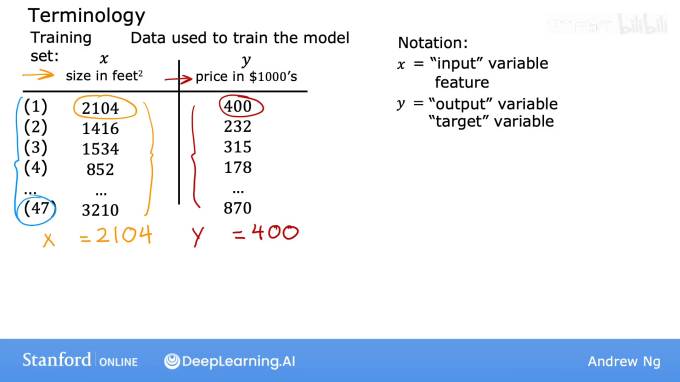 Terminology
Training set: Data used to train the model
x y
size in feet² price in $1000's
(1) 2104 400
(2) 1416 232
(3) 1534 315
(4) 852 178
... ... ...
(47) 3210 870
x = 2104 y = 400
Notation:
x = "input" variable
feature
y = "output" variable
"target" variable
bilibili
Stanford ONLINE DeepLearning.AI Andrew Ng